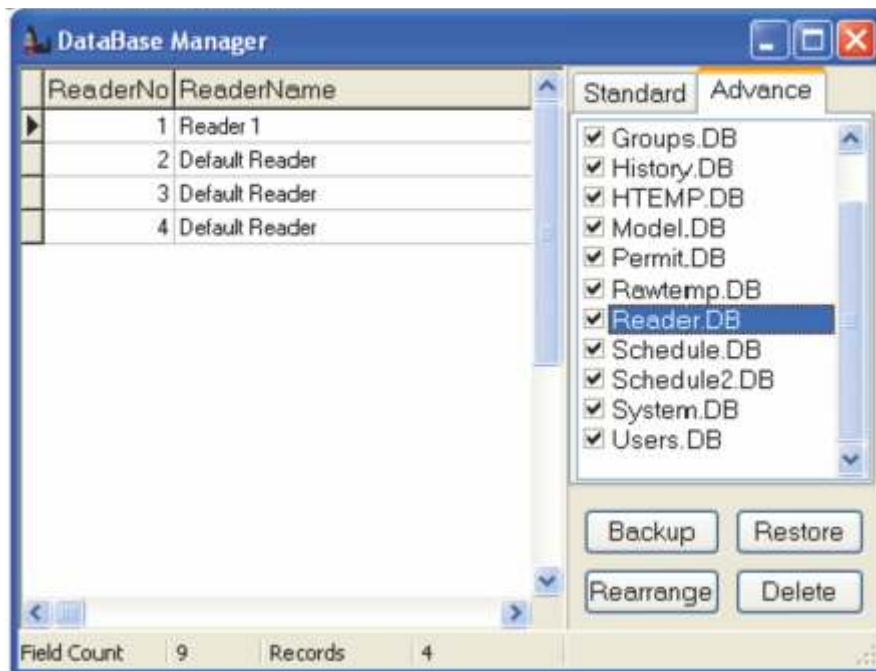 DataBase Manager
ReaderNo ReaderName
1 Reader 1
2 Default Reader
3 Default Reader
4 Default Reader
Standard Advance
Groups.DB
History.DB
HTEMP.DB
Model.DB
Permit.DB
Rawtemp.DB
Reader.DB
Schedule.DB
Schedule2.DB
System.DB
Users.DB
Backup Restore
Rearrange Delete
Field Count 9 Records 4